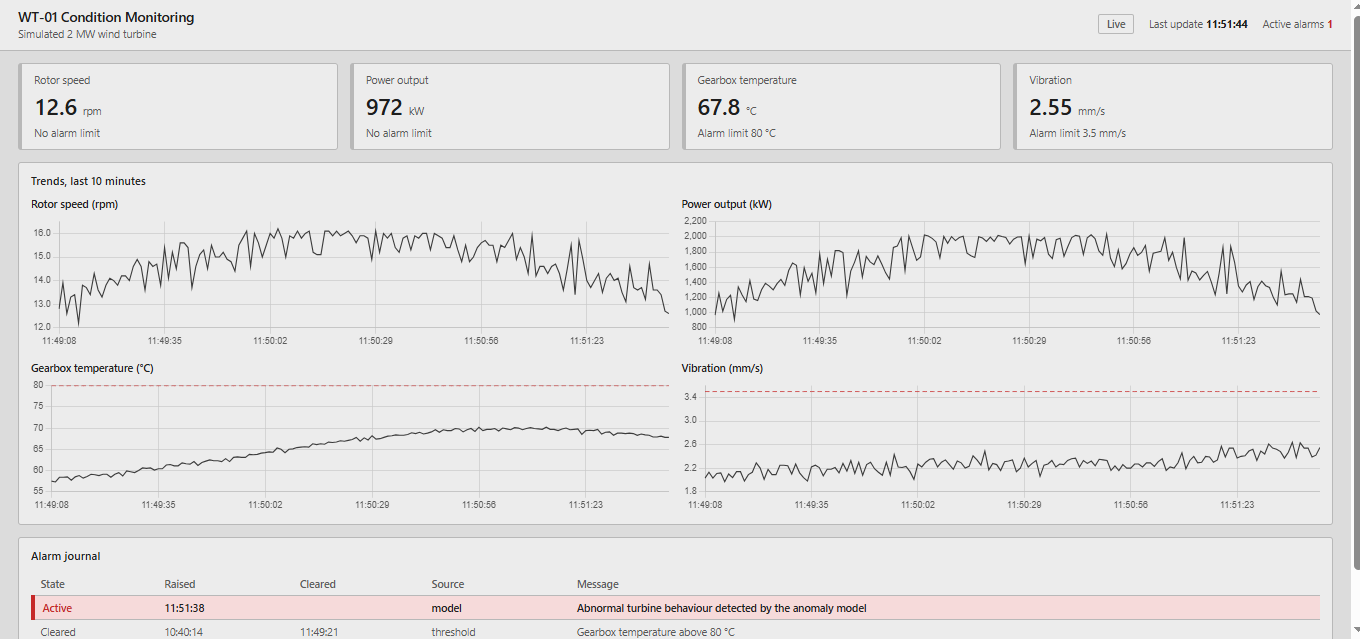 WT-01 Condition Monitoring
Simulated 2 MW wind turbine
Live Last update 11:51:44 Active alarms 1
Rotor speed
12.6 rpm
No alarm limit
Power output
972 kW
No alarm limit
Gearbox temperature
67.8 °C
Alarm limit 80 °C
Vibration
2.55 mm/s
Alarm limit 3.5 mm/s
Trends, last 10 minutes
Rotor speed (rpm)
16.0
15.0
14.0
13.0
12.0
11:49:08 11:49:35 11:50:02 11:50:29 11:50:56 11:51:23
Power output (kW)
2,200
2,000
1,800
1,600
1,400
1,200
1,000
800
11:49:08 11:49:35 11:50:02 11:50:29 11:50:56 11:51:23
Gearbox temperature (°C)
80
75
70
65
60
55
11:49:08 11:49:35 11:50:02 11:50:29 11:50:56 11:51:23
Vibration (mm/s)
3.4
3.0
2.6
2.2
1.8
11:49:08 11:49:35 11:50:02 11:50:29 11:50:56 11:51:23
Alarm journal
State Raised Cleared Source Message
Active 11:51:38 model Abnormal turbine behaviour detected by the anomaly model
Cleared 10:40:14 11:49:21 threshold Gearbox temperature above 80 °C